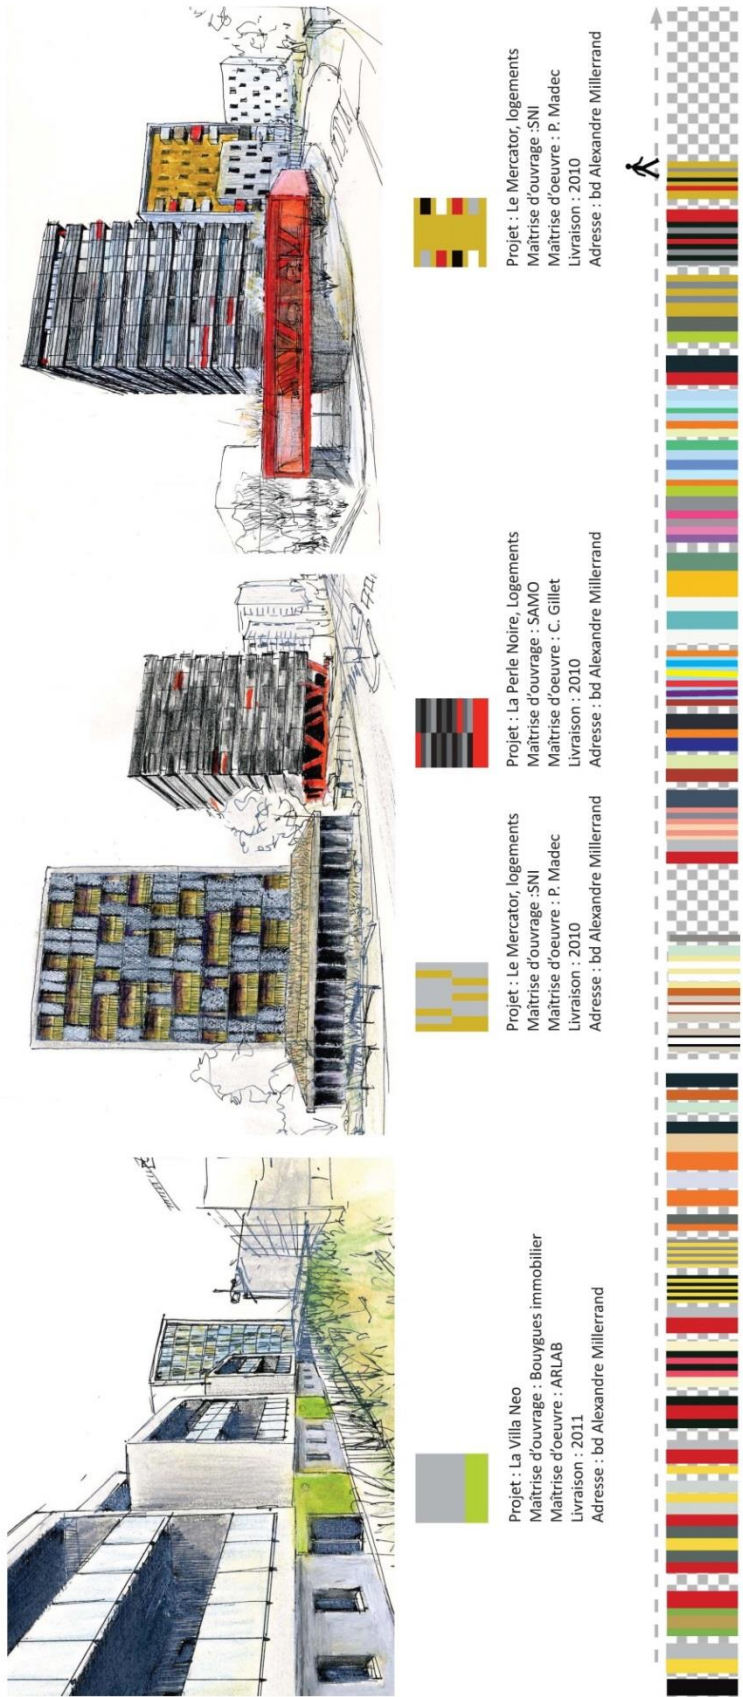 Projet : La Villa Neo
Maîtrise d'ouvrage : Bouygues immobilier
Maîtrise d'oeuvre : ARLAB
Livraison : 2011
Adresse : bd Alexandre Millerrand
Projet : Le Mercator, logements
Maîtrise d'ouvrage :SNI
Maîtrise d'oeuvre : P. Madec
Livraison : 2010
Adresse : bd Alexandre Millerrand
Projet : La Perle Noire, Logements
Maîtrise d'ouvrage : SAMO
Maîtrise d'oeuvre : C. Gillet
Livraison : 2010
Adresse : bd Alexandre Millerrand
Projet : Le Mercator, logements
Maîtrise d'ouvrage :SNI
Maîtrise d'oeuvre : P. Madec
Livraison : 2010
Adresse : bd Alexandre Millerrand